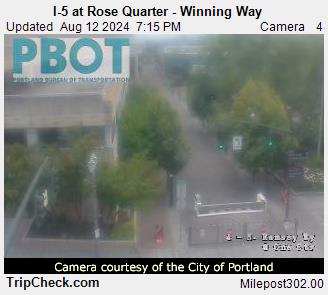 I-5 at Rose Quarter - Winning Way
Updated Aug 12 2024 7:15 PM Camera 4
PBOT
PORTLAND BUREAU OF TRANSPORTATION
Camera courtesy of the City of Portland
TripCheck.com Milepost302.00